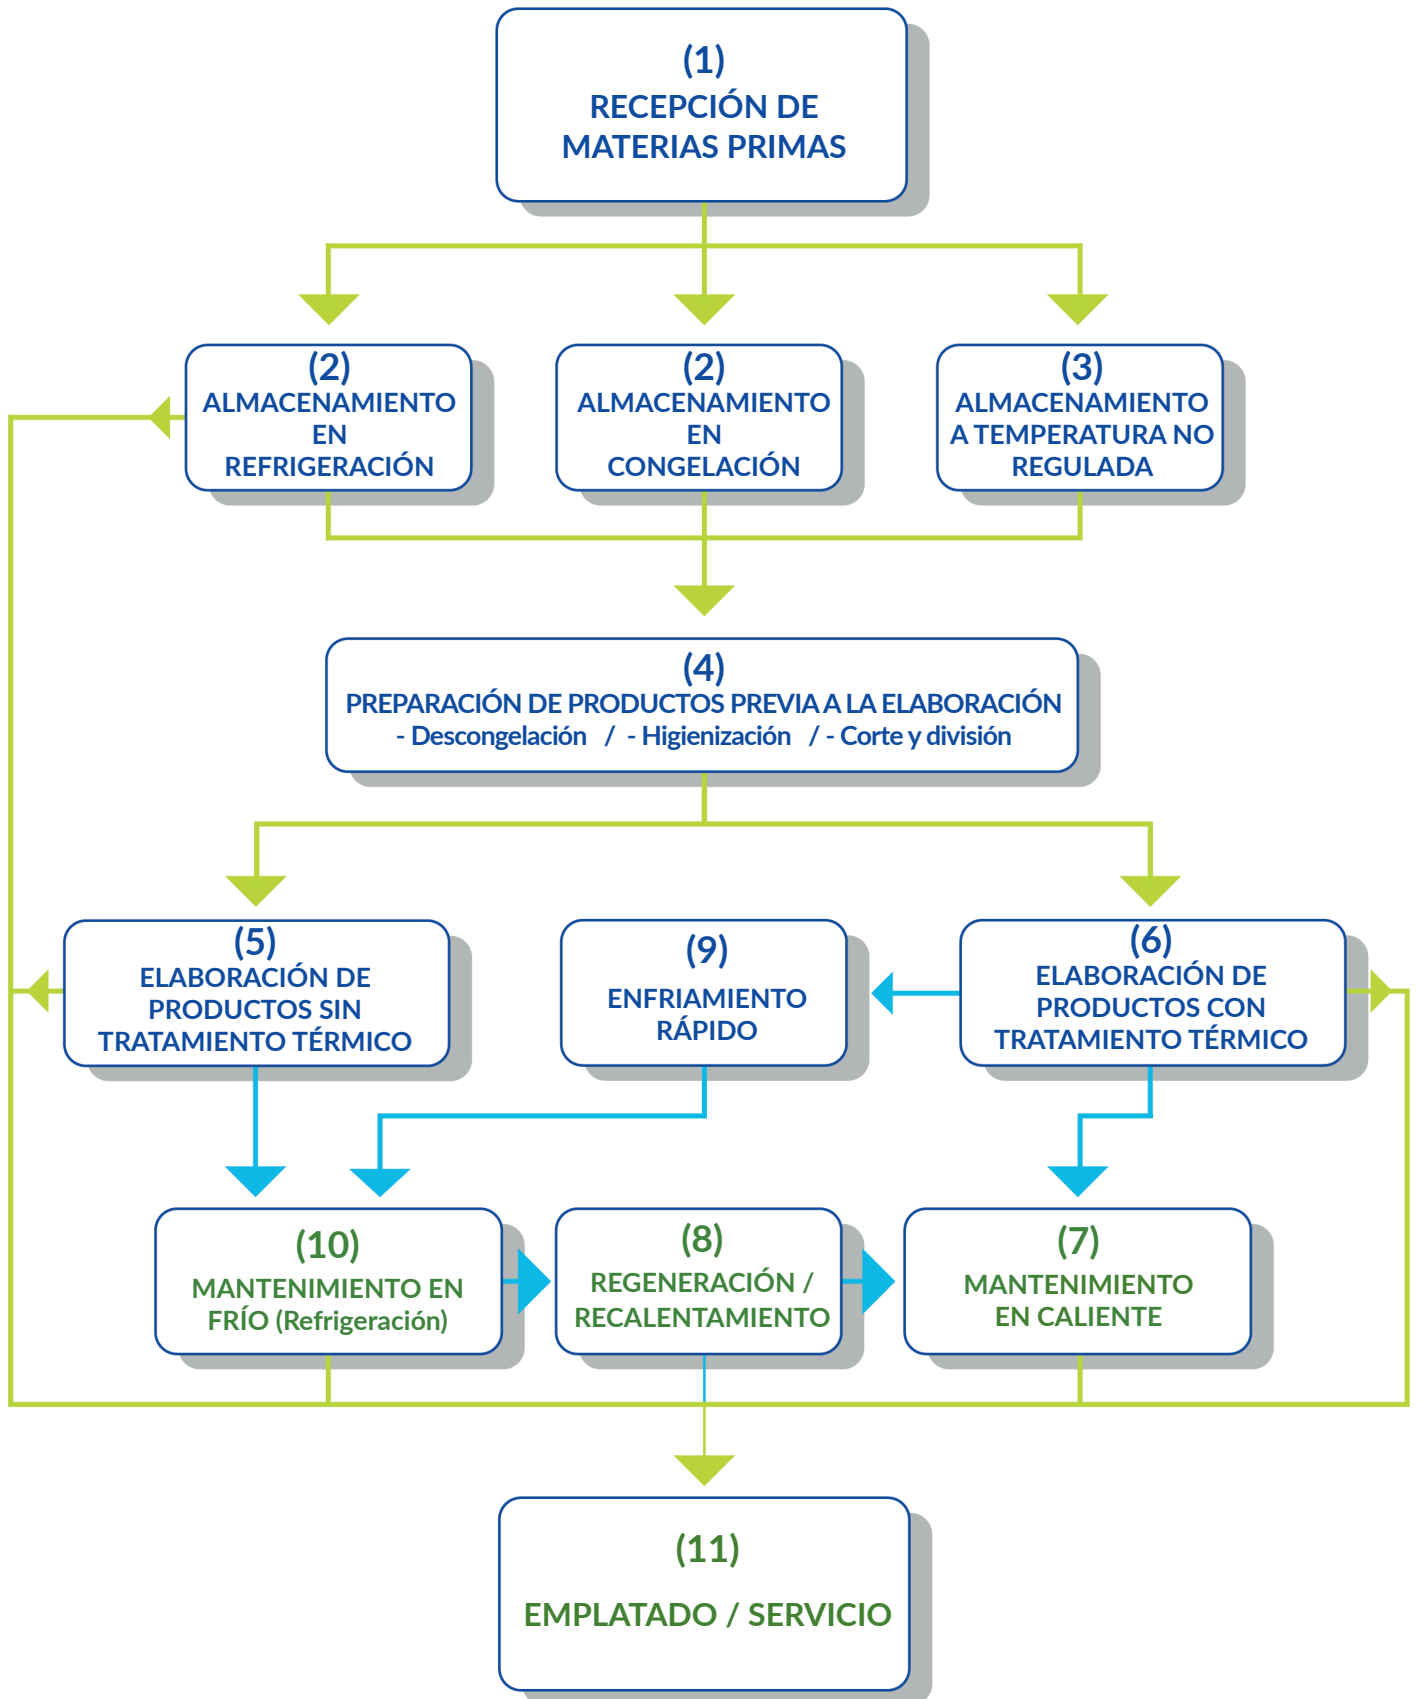 (1)
RECEPCIÓN DE
MATERIAS PRIMAS
(2)
ALMACENAMIENTO
EN
REFRIGERACIÓN
(2)
ALMACENAMIENTO
EN
CONGELACIÓN
(3)
ALMACENAMIENTO
A TEMPERATURA NO
REGULADA
(4)
PREPARACIÓN DE PRODUCTOS PREVIA A LA ELABORACIÓN
- Descongelación / - Higienización / - Corte y división
(5)
ELABORACIÓN DE
PRODUCTOS SIN
TRATAMIENTO TÉRMICO
(9)
ENFRIAMIENTO
RÁPIDO
(6)
ELABORACIÓN DE
PRODUCTOS CON
TRATAMIENTO TÉRMICO
(10)
MANTENIMIENTO EN
FRÍO (Refrigeración)
(8)
REGENERACIÓN /
RECALENTAMIENTO
(7)
MANTENIMIENTO
EN CALIENTE
(11)
EMPLATADO / SERVICIO